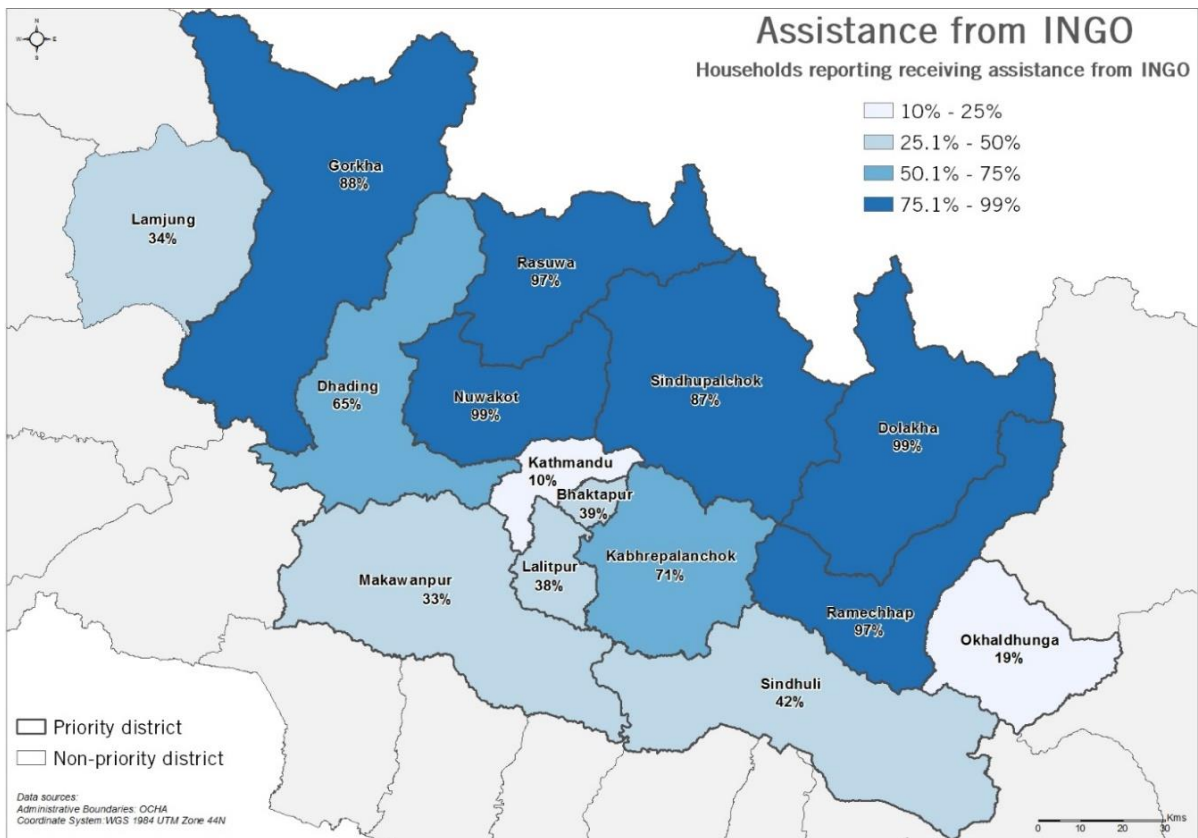 Assistance from INGO
Households reporting receiving assistance from INGO
10% - 25%
25.1% - 50%
50.1% - 75%
75.1% - 99%
N
E
S
Gorkha
88%
Lamjung
34%
Rasuwa
97%
Dhading
65%
Nuwakot
99%
Sindhupalchok
87%
Dolakha
99%
Kathmandu
10%
Bhaktapur
39%
Kabhrepalanchok
71%
Lalitpur
38%
Makawanpur
33%
Ramechhap
97%
Okhaldhunga
19%
Sindhuli
42%
Priority district
Non-priority district
Data sources:
Administrative Boundaries: OCHA
Coordinate System:WGS 1984 UTM Zone 44N
0 5 10 20 30 Kms